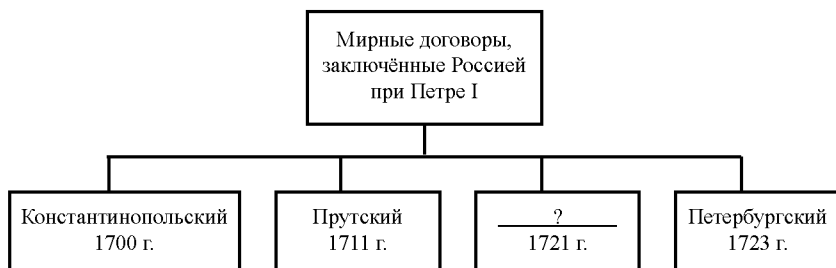 Мирные договоры,
заключённые Россией
при Петре I
Константинопольский
1700 г.
Прутский
1711 г.
?
1721 г.
Петербургский
1723 г.